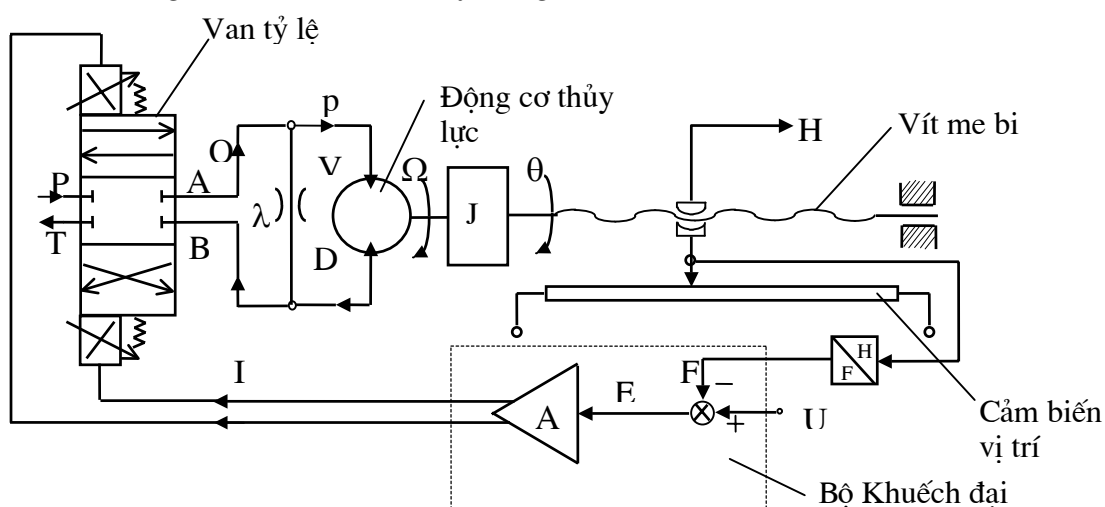 Van tỷ lệ
p
Động cơ thủy
lực
H
Vít me bi
Q
V
Ω
θ
P
A
J
λ
T
B
D
I
F
H
F
E
–
A
+
U
Cảm biến
vị trí
Bộ Khuếch đại